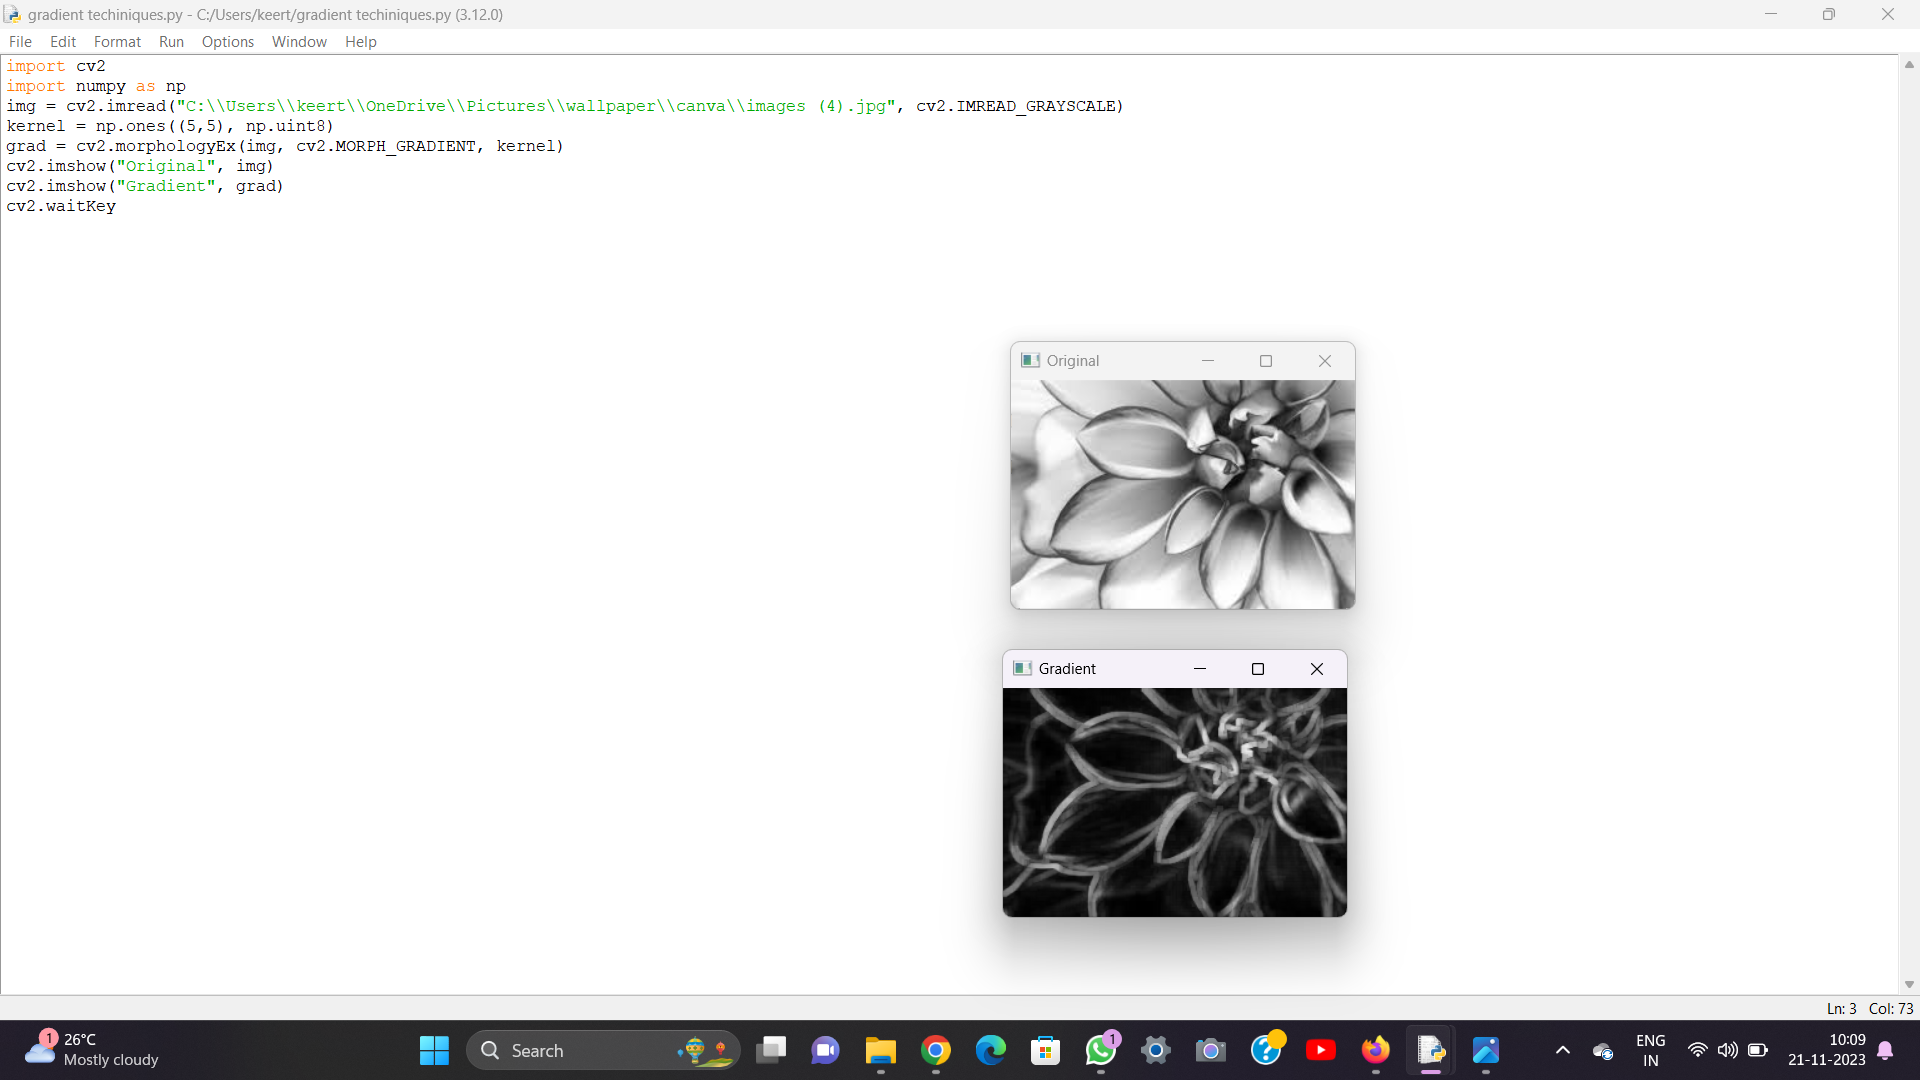 gradient techiniques.py - C:/Users/keert/gradient techiniques.py (3.12.0)
File Edit Format Run Options Window Help
import cv2
import numpy as np
img = cv2.imread("C:\\Users\\keert\\OneDrive\\Pictures\\wallpaper\\canva\\images (4).jpg", cv2.IMREAD_GRAYSCALE)
kernel = np.ones((5,5), np.uint8)
grad = cv2.morphologyEx(img, cv2.MORPH_GRADIENT, kernel)
cv2.imshow("Original", img)
cv2.imshow("Gradient", grad)
cv2.waitKey
Original
Gradient
Ln: 3 Col: 73
1
26°C
Mostly cloudy
Search
1
ENG
IN
10:09
21-11-2023